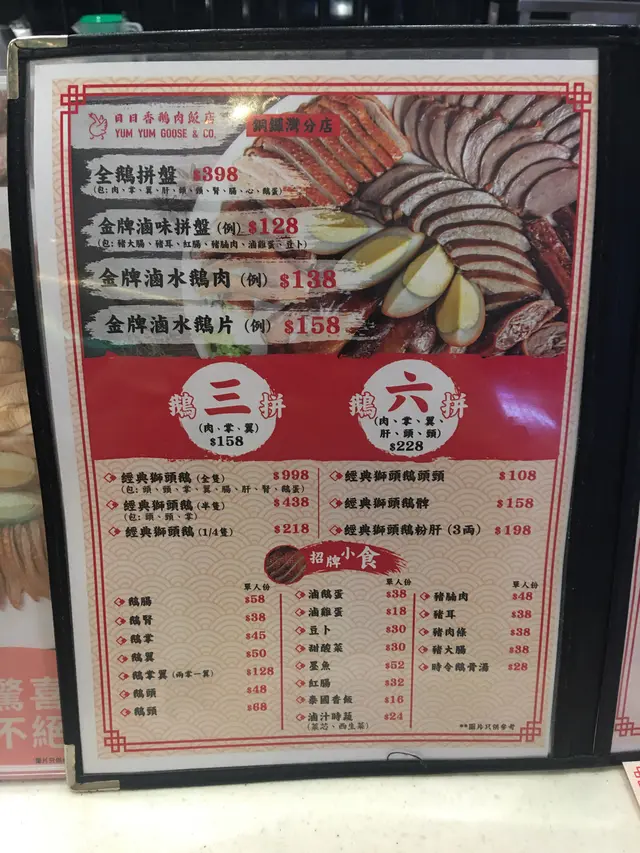 日日香鵝肉飯店
YUM YUM GOOSE & CO.
銅鑼灣分店
全鵝拼盤 $398
(包:肉、掌、翼、肝、頭、頸、腎、腸、心、鵝蛋)
金牌滷味拼盤 (例) $128
(包:豬大腸、豬耳、紅腸、豬腩肉、滷雞蛋、豆卜)
金牌滷水鵝肉 (例) $138
金牌滷水鵝片 (例) $158
鵝三拼
(肉、掌、翼)
$158
鵝六拼
(肉、掌、翼、
肝、頭、頸)
$228
經典獅頭鵝 (全隻) $998
(包:頭、頸、掌、翼、腸、肝、腎、鵝蛋)
經典獅頭鵝 (半隻) $438
(包:頭、頸、掌)
經典獅頭鵝 (1/4隻) $218
經典獅頭鵝頭頸 $108
經典獅頭鵝髀 $158
經典獅頭鵝粉肝 (3両) $198
招牌小食
單人份
鵝腸 $58
鵝腎 $38
鵝掌 $45
鵝翼 $50
鵝掌翼 (兩掌一翼) $128
鵝頭 $48
鵝頸 $68
單人份
滷鵝蛋 $38
滷雞蛋 $18
豆卜 $30
甜酸菜 $30
墨魚 $52
紅腸 $32
泰國香飯 $16
滷汁時蔬 $24
(菜芯、西生菜)
單人份
豬腩肉 $48
豬耳 $38
豬肉條 $38
豬大腸 $38
時令鵝骨湯 $28
**圖片只供參考
驚喜
不絕